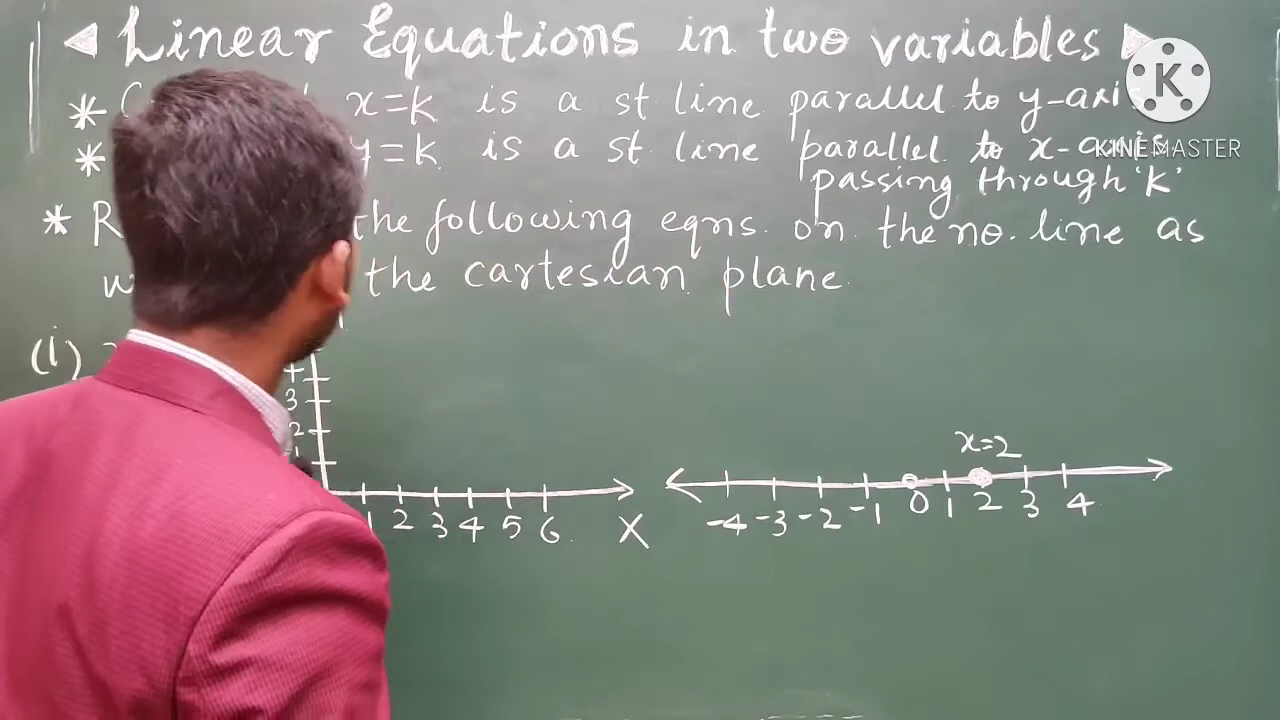 Linear Equations in two variables
* x=k is a st. line parallel to y-axis
* y=k is a st line parallel to x-axis
passing through 'K'
* the following eqns. on the no. line as
the cartesian plane.
(i)
3
2
1
1 2 3 4 5 6 X
x=2
-4 -3 -2 -1 0 1 2 3 4
K
KINEMASTER